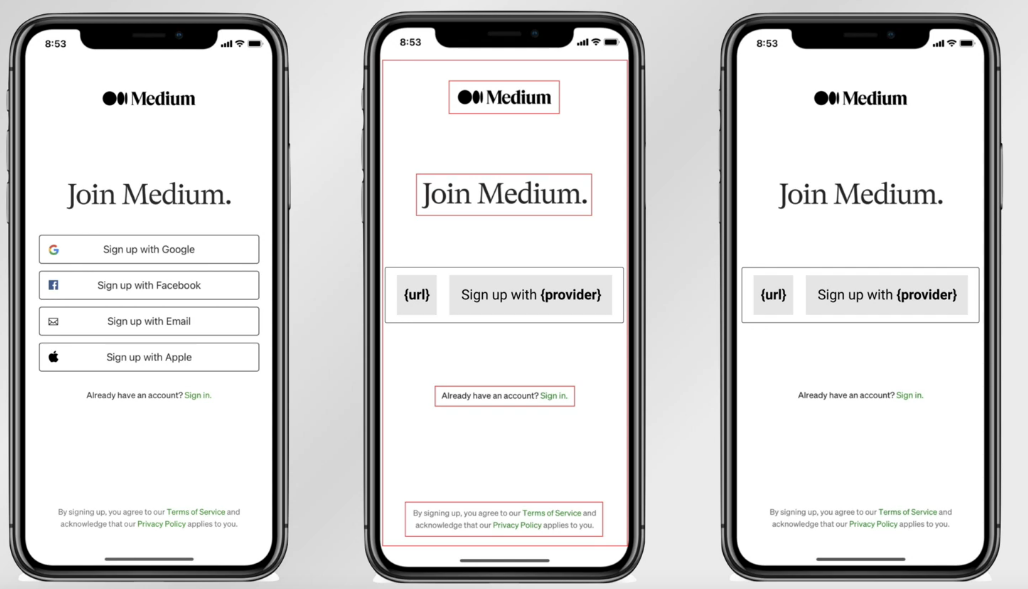 8:53
Medium
Join Medium.
Sign up with Google
Sign up with Facebook
Sign up with Email
Sign up with Apple
Already have an account? Sign in.
By signing up, you agree to our Terms of Service and
acknowledge that our Privacy Policy applies to you.
8:53
Medium
Join Medium.
{url}
Sign up with {provider}
Already have an account? Sign in.
By signing up, you agree to our Terms of Service and
acknowledge that our Privacy Policy applies to you.
8:53
Medium
Join Medium.
{url}
Sign up with {provider}
Already have an account? Sign in.
By signing up, you agree to our Terms of Service and
acknowledge that our Privacy Policy applies to you.